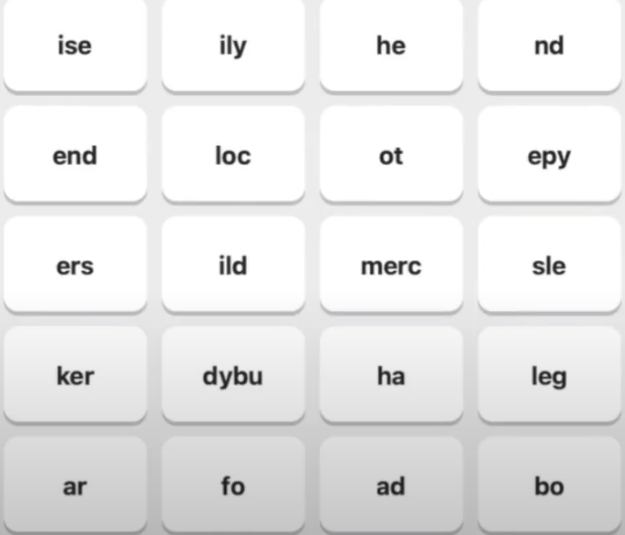 ise ily he nd
end loc ot epy
ers ild merc sle
ker dybu ha leg
ar fo ad bo